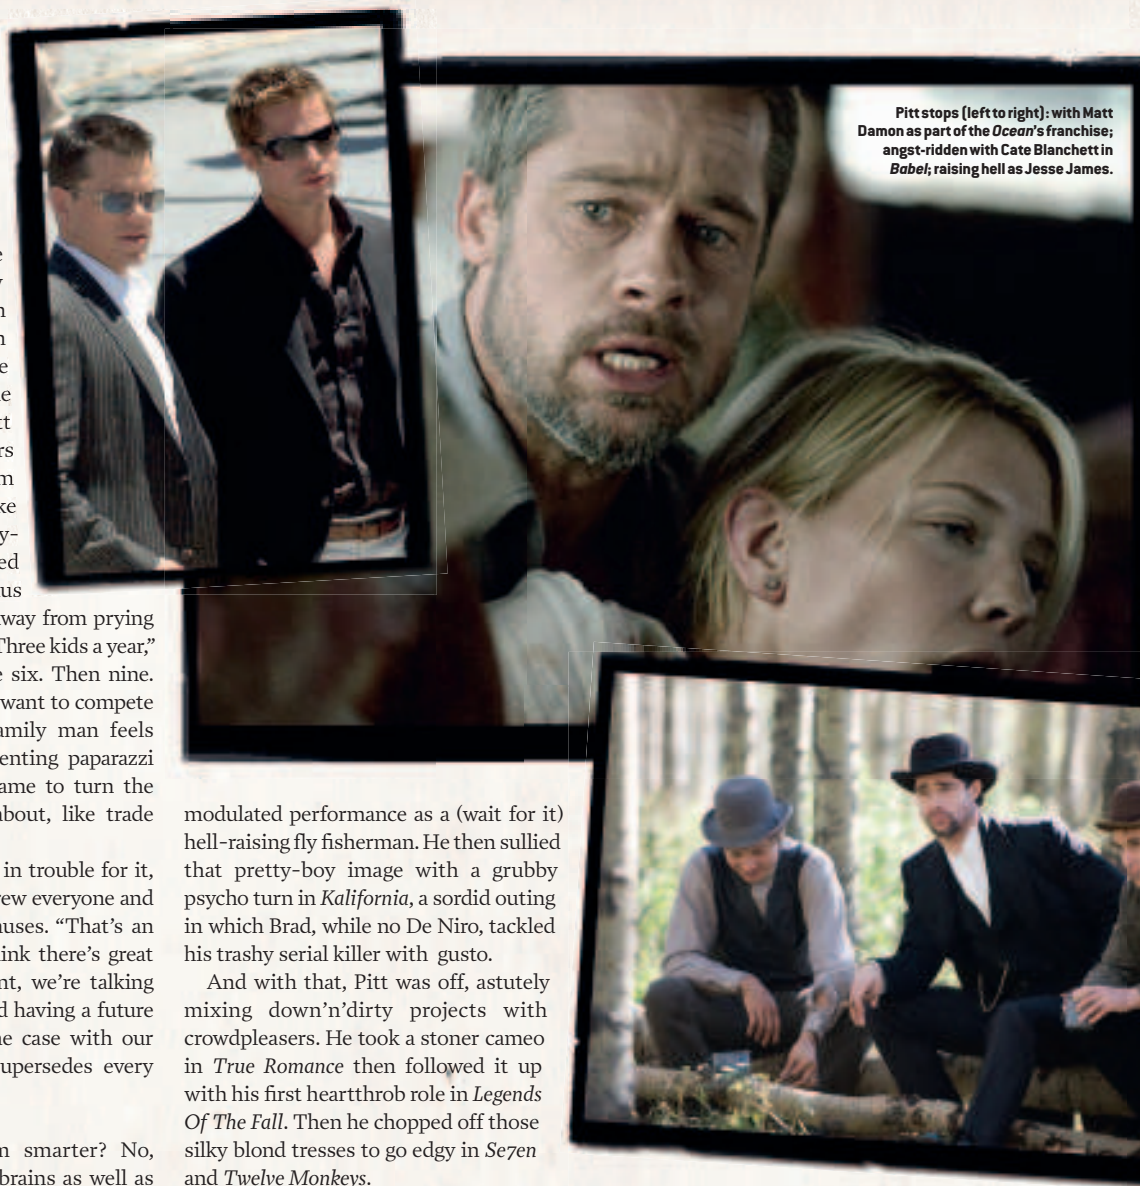 Pitt stops (left to right): with Matt
Damon as part of the Ocean's franchise;
angst-ridden with Cate Blanchett in
Babel; raising hell as Jesse James.
tt
rs
m
ke
y-
ed
us
way from prying
Three kids a year,”
e six. Then nine.
want to compete
amily man feels
enting paparazzi
ame to turn the
bout, like trade
in trouble for it,
rew everyone and
auses. “That’s an
ink there’s great
nt, we’re talking
d having a future
e case with our
upersedes every
n smarter? No,
brains as well as
modulated performance as a (wait for it)
hell-raising fly fisherman. He then sullied
that pretty-boy image with a grubby
psycho turn in Kalifornia, a sordid outing
in which Brad, while no De Niro, tackled
his trashy serial killer with gusto.
And with that, Pitt was off, astutely
mixing down’n’dirty projects with
crowdpleasers. He took a stoner cameo
in True Romance then followed it up
with his first heartthrob role in Legends
Of The Fall. Then he chopped off those
silky blond tresses to go edgy in Se7en
and Twelve Monkeys.